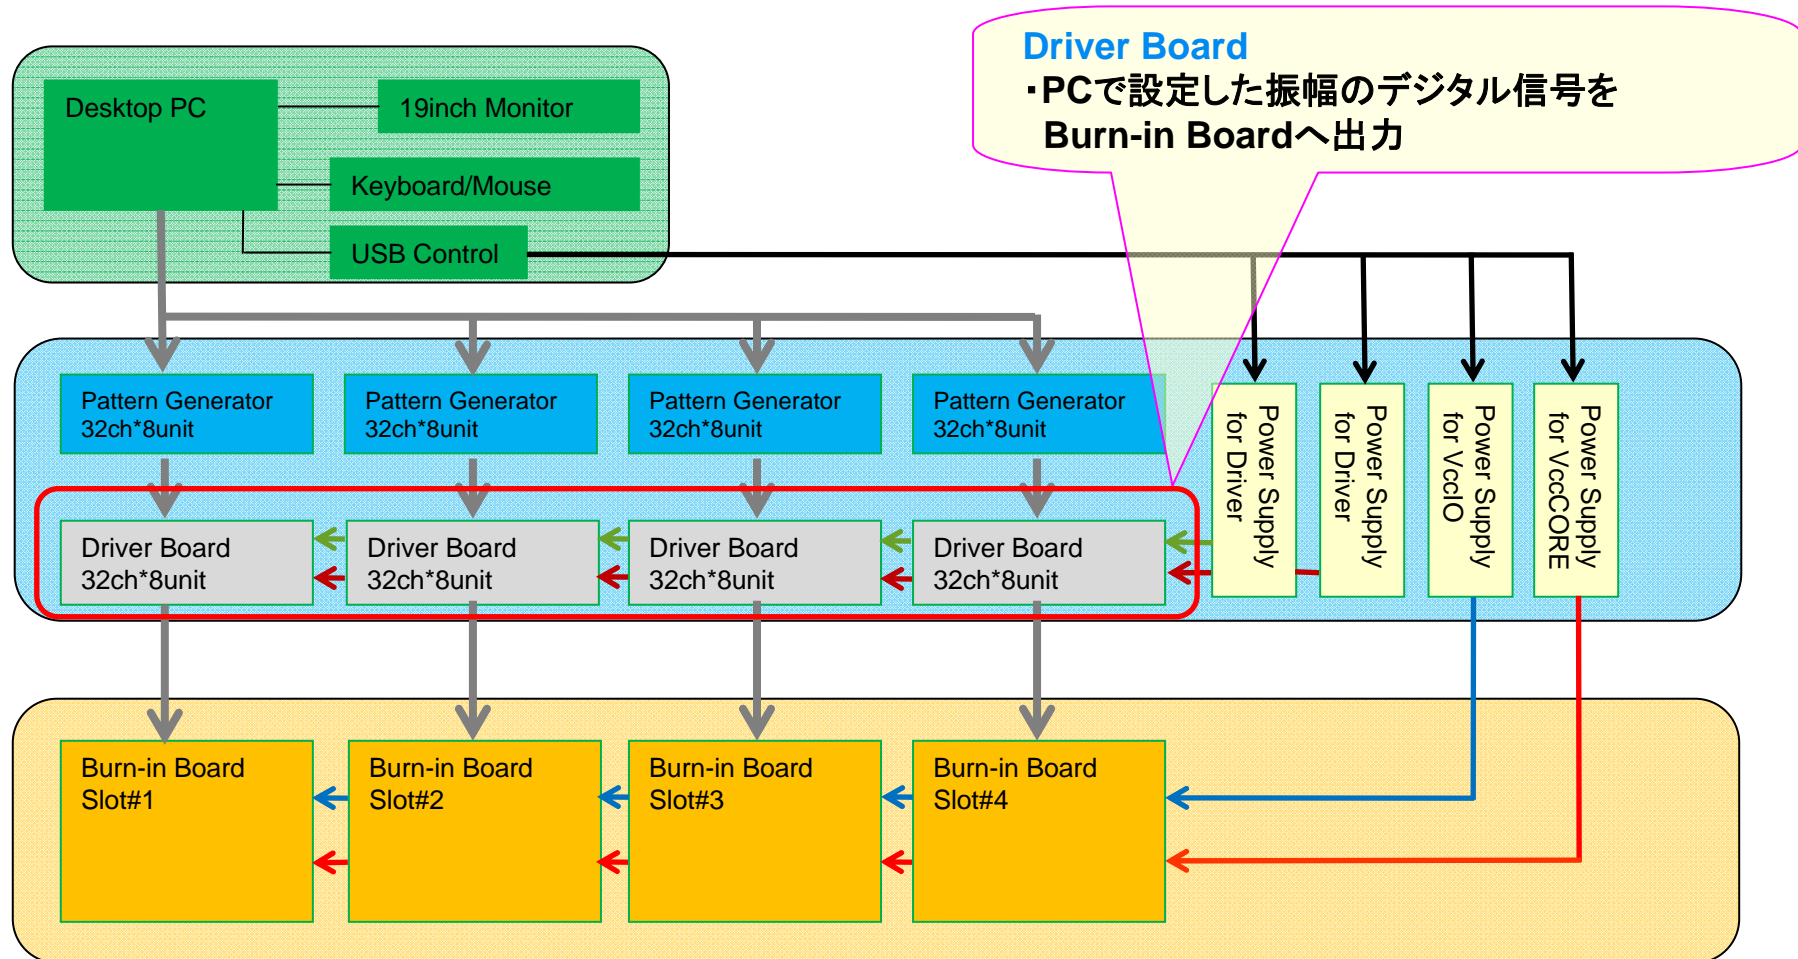 Driver Board
・PCで設定した振幅のデジタル信号を
Burn-in Boardへ出力
Desktop PC
19inch Monitor
Keyboard/Mouse
USB Control
Pattern Generator
32ch*8unit
Pattern Generator
32ch*8unit
Pattern Generator
32ch*8unit
Pattern Generator
32ch*8unit
Power Supply
for Driver
Power Supply
for Driver
Power Supply
for VccIO
Power Supply
for VccCORE
Driver Board
32ch*8unit
Driver Board
32ch*8unit
Driver Board
32ch*8unit
Driver Board
32ch*8unit
Burn-in Board
Slot#1
Burn-in Board
Slot#2
Burn-in Board
Slot#3
Burn-in Board
Slot#4